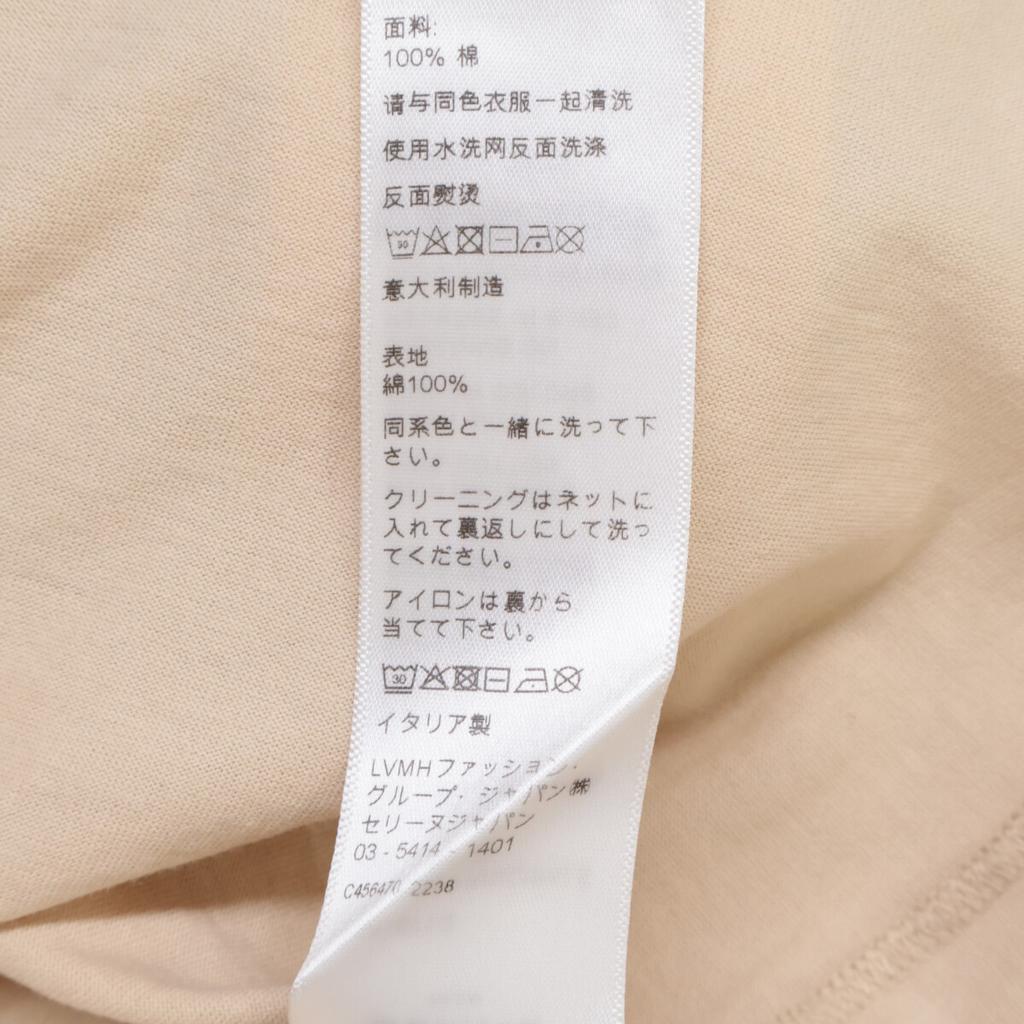 面料:
100% 棉
请与同色衣服一起清洗
使用水洗网反面洗涤
反面熨烫
30
意大利制造
表地
綿100%
同系色と一緒に洗って下
さい。
クリーニングはネットに
入れて裏返しにして洗っ
てください。
アイロンは裏から
当てて下さい。
30
イタリア製
LVMHファッション・
グループ・ジャパン㈱
セリーヌジャパン
03-5414-1401
C456470-2238